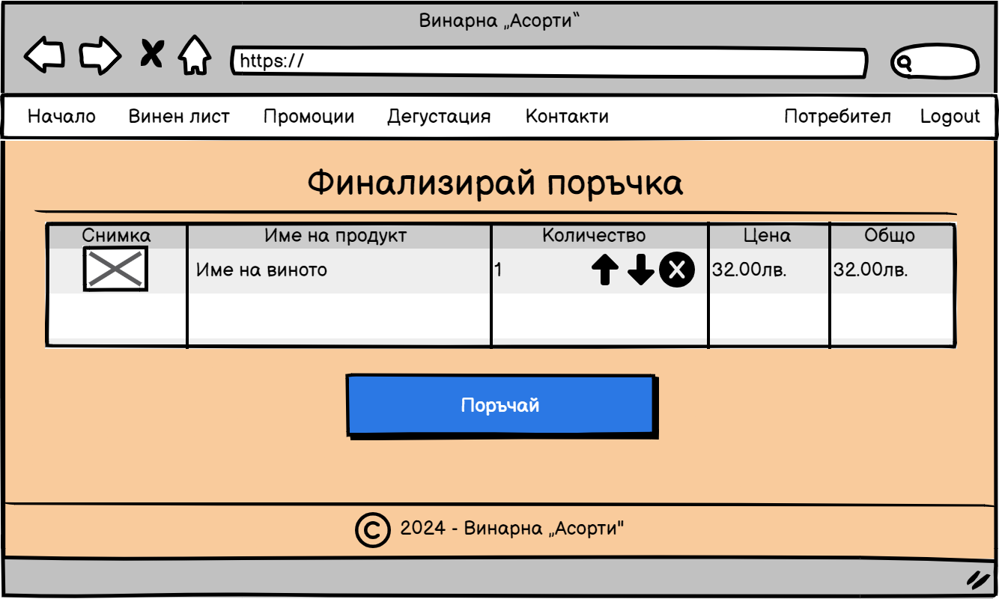 Винарна „Асорти“
https://
Начало Винен лист Промоции Дегустация Контакти Потребител Logout
Финализирай поръчка
Снимка Име на продукт Количество Цена Общо
Име на виното 1 32.00лв. 32.00лв.
Поръчай
© 2024 - Винарна „Асорти"